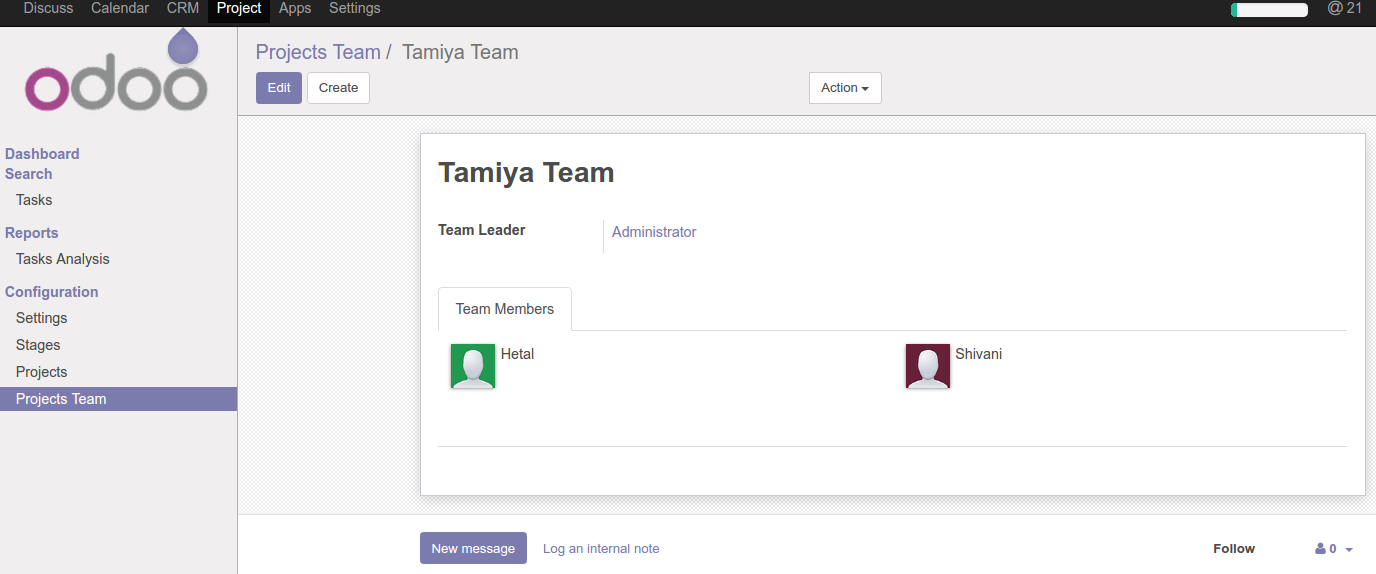 Discuss Calendar CRM Project Apps Settings @ 21
odoo
Projects Team / Tamiya Team
Edit Create Action
Dashboard
Search
Tasks
Reports
Tasks Analysis
Configuration
Settings
Stages
Projects
Projects Team
Tamiya Team
Team Leader Administrator
Team Members
Hetal Shivani
New message Log an internal note Follow 0